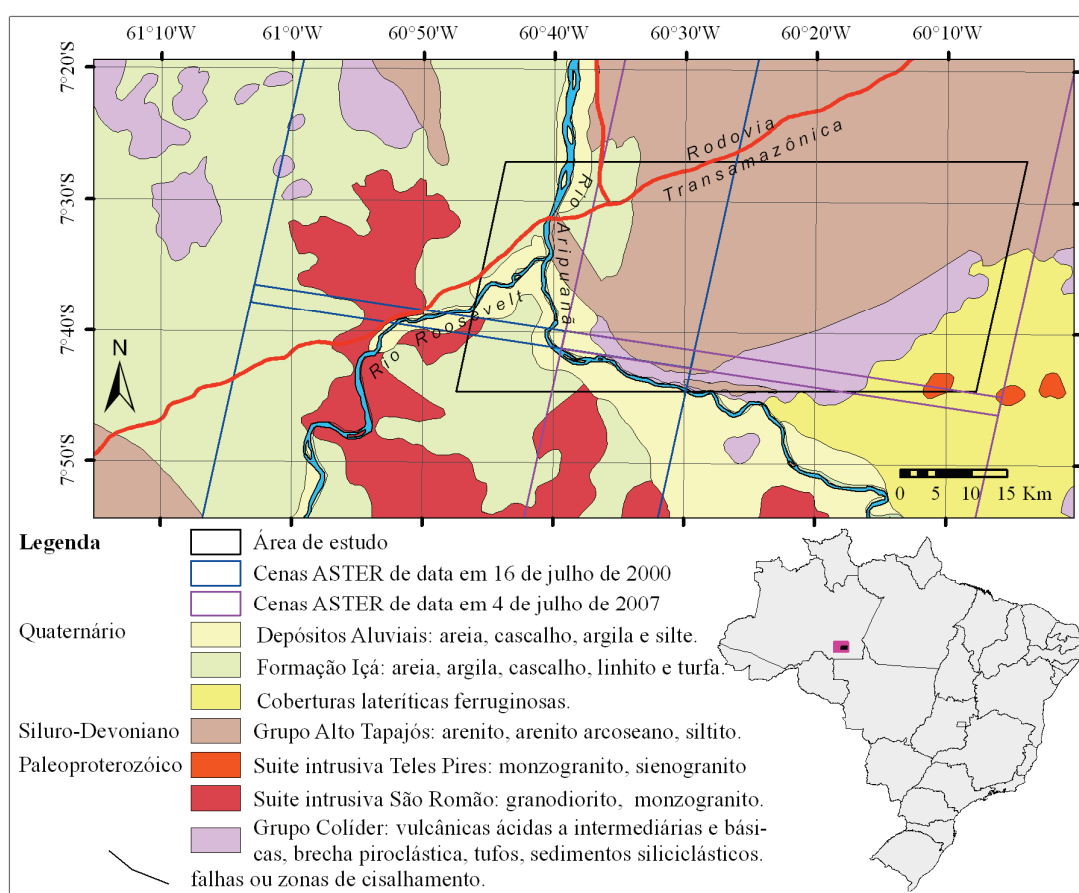 61°10'W 61°0'W 60°50'W 60°40'W 60°30'W 60°20'W 60°10'W
7°20'S
7°30'S
7°40'S
7°50'S
Rodovia
Transamazônica
Rio
Aripuanã
Rio Roosevelt
N
0 5 10 15 Km
Legenda
Área de estudo
Cenas ASTER de data em 16 de julho de 2000
Cenas ASTER de data em 4 de julho de 2007
Quaternário
Depósitos Aluviais: areia, cascalho, argila e silte.
Formação Içá: areia, argila, cascalho, linhito e turfa.
Coberturas lateríticas ferruginosas.
Siluro-Devoniano
Grupo Alto Tapajós: arenito, arenito arcoseano, siltito.
Paleoproterozóico
Suite intrusiva Teles Pires: monzogranito, sienogranito
Suite intrusiva São Romão: granodiorito, monzogranito.
Grupo Colíder: vulcânicas ácidas a intermediárias e bási-
cas, brecha piroclástica, tufos, sedimentos siliciclásticos.
falhas ou zonas de cisalhamento.